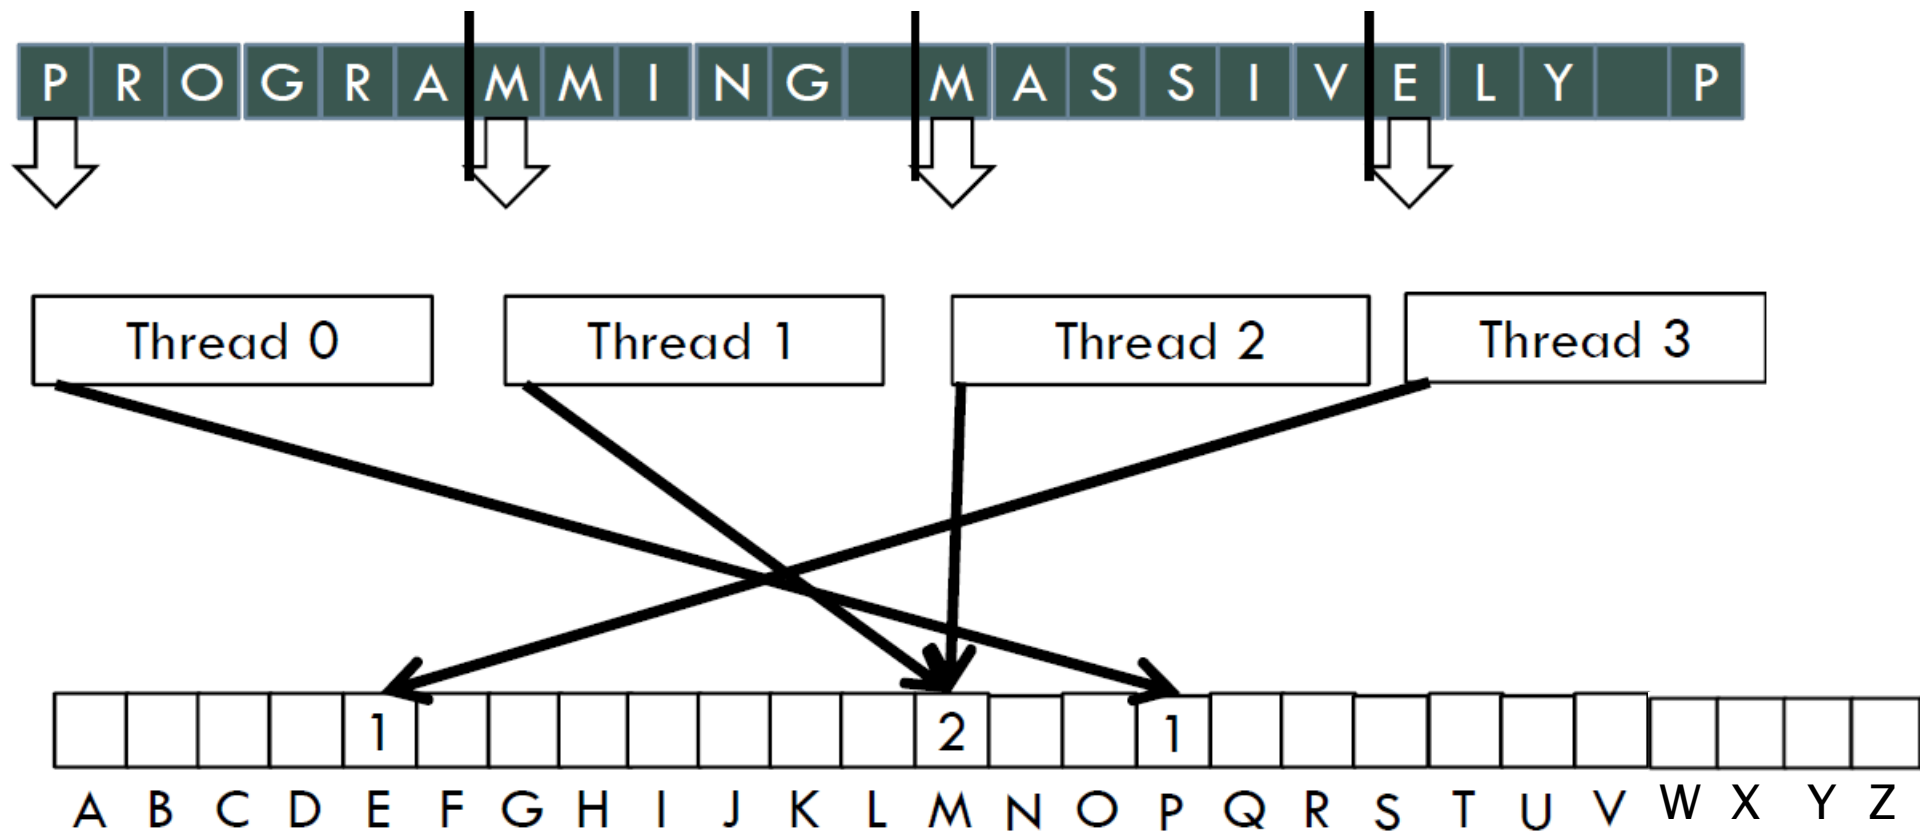 P R O G R A M M I N G M A S S I V E L Y P
Thread 0 Thread 1 Thread 2 Thread 3
1 2 1
A B C D E F G H I J K L M N O P Q R S T U V W X Y Z